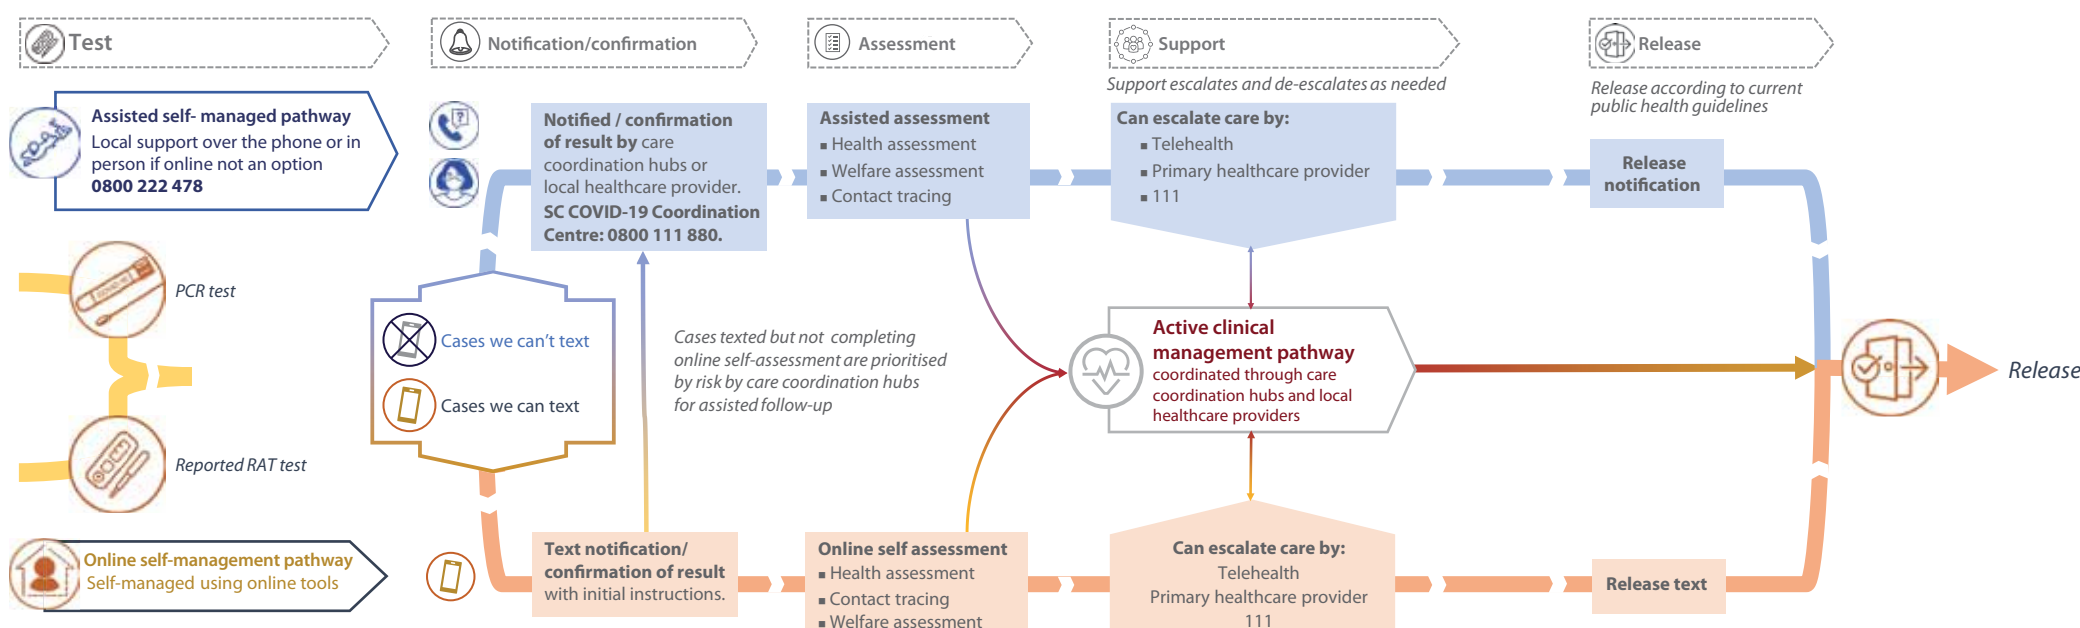 Test
Notification/confirmation
Assessment
Support
Release
Support escalates and de-escalates as needed
Release according to current
public health guidelines
Assisted self- managed pathway
Local support over the phone or in
person if online not an option
0800 222 478
Notified / confirmation
of result by care
coordination hubs or
local healthcare provider.
SC COVID-19 Coordination
Centre: 0800 111 880.
Assisted assessment
▪ Health assessment
▪ Welfare assessment
▪ Contact tracing
Can escalate care by:
▪ Telehealth
▪ Primary healthcare provider
▪ 111
Release
notification
PCR test
Reported RAT test
Cases we can't text
Cases we can text
Cases texted but not completing
online self-assessment are prioritised
by risk by care coordination hubs
for assisted follow-up
Active clinical
management pathway
coordinated through care
coordination hubs and local
healthcare providers
Release
Online self-management pathway
Self-managed using online tools
Text notification/
confirmation of result
with initial instructions.
Online self assessment
▪ Health assessment
▪ Contact tracing
▪ Welfare assessment
Can escalate care by:
Telehealth
Primary healthcare provider
111
Release text